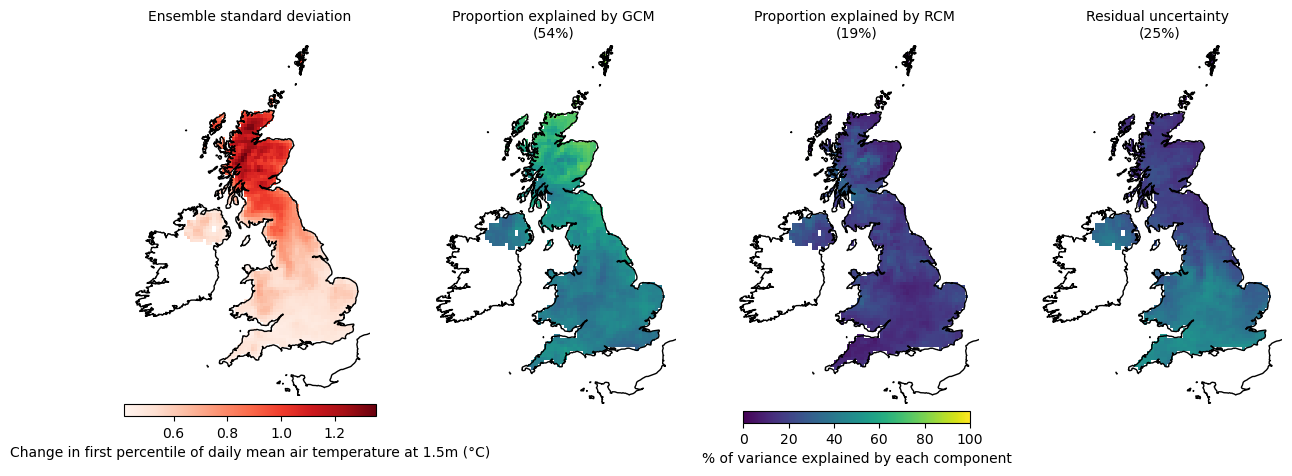 Ensemble standard deviation
Proportion explained by GCM
(54%)
Proportion explained by RCM
(19%)
Residual uncertainty
(25%)
0.6 0.8 1.0 1.2
Change in first percentile of daily mean air temperature at 1.5m (°C)
0 20 40 60 80 100
% of variance explained by each component